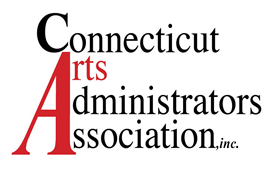 Connecticut
Arts
Administrators
Association,inc.